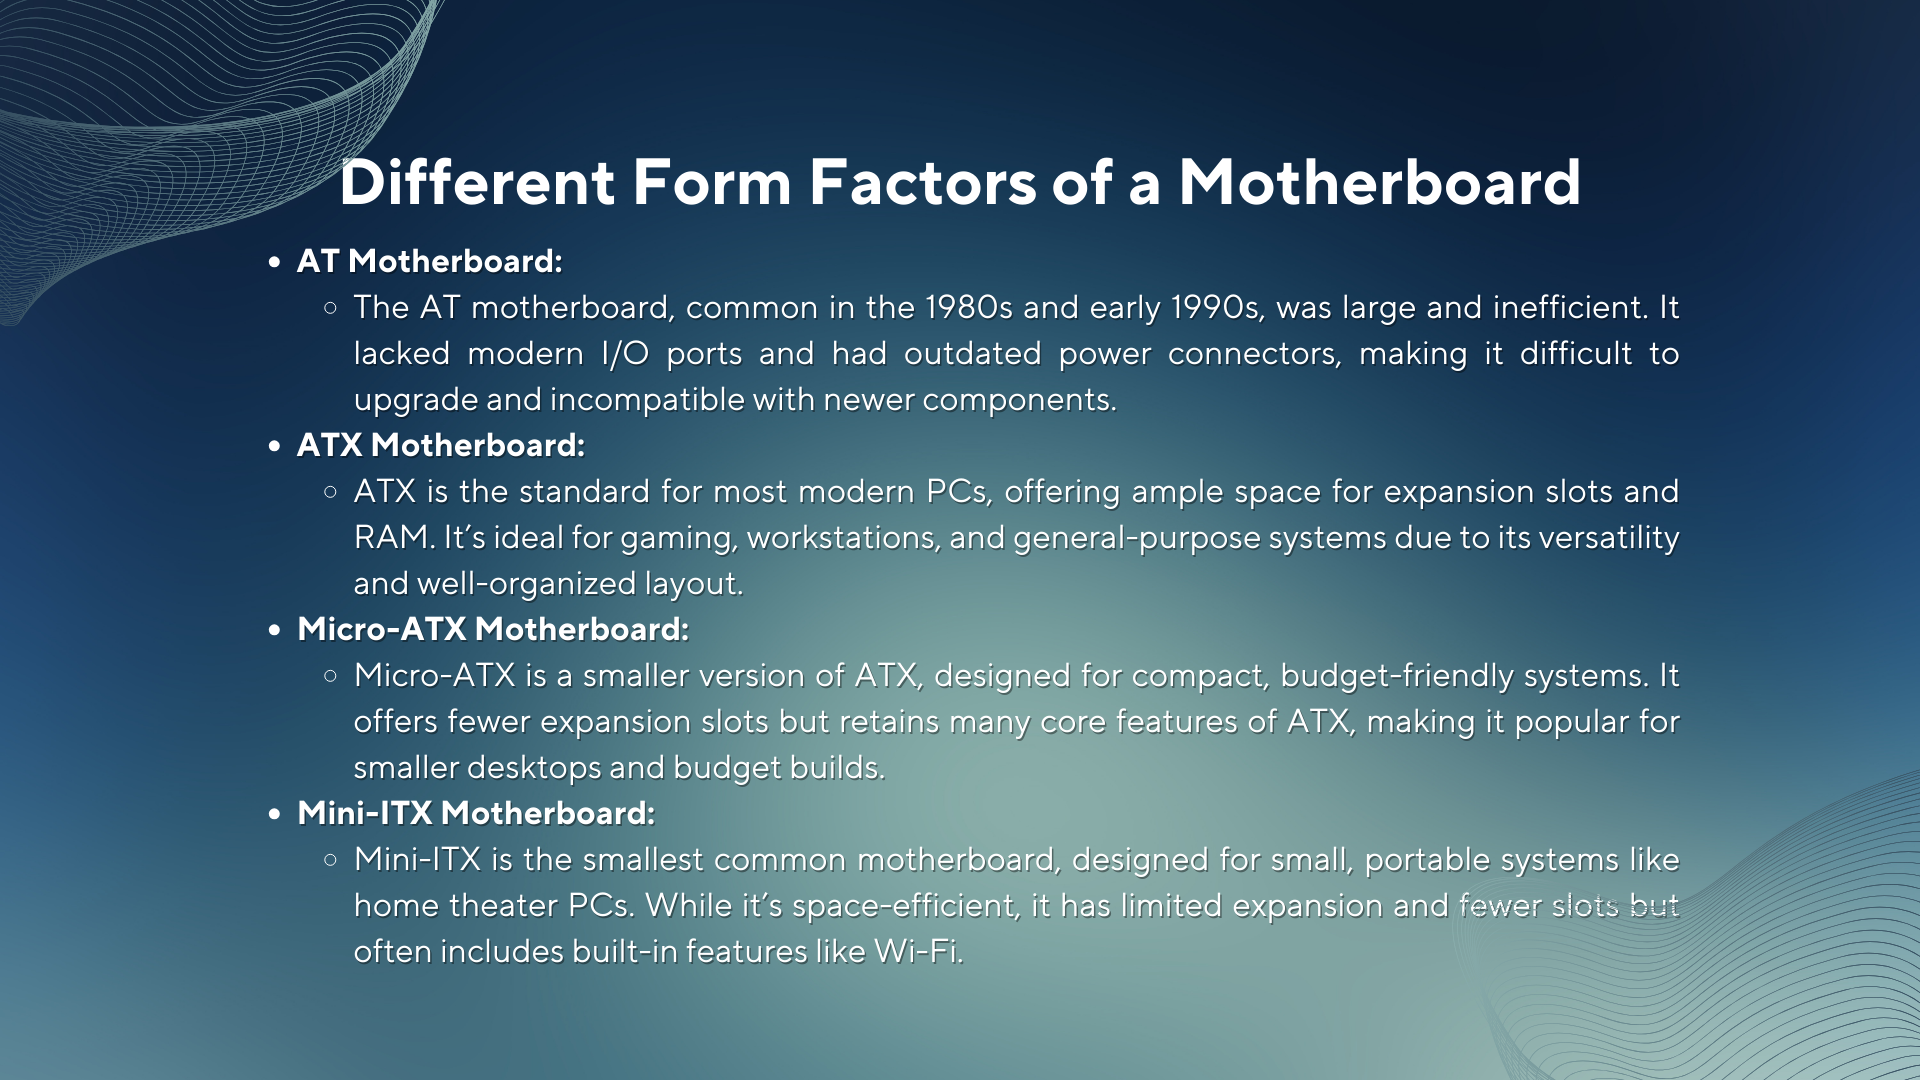 Different Form Factors of a Motherboard
• AT Motherboard:
○ The AT motherboard, common in the 1980s and early 1990s, was large and inefficient. It
lacked modern I/O ports and had outdated power connectors, making it difficult to
upgrade and incompatible with newer components.
• ATX Motherboard:
○ ATX is the standard for most modern PCs, offering ample space for expansion slots and
RAM. It’s ideal for gaming, workstations, and general-purpose systems due to its versatility
and well-organized layout.
• Micro-ATX Motherboard:
○ Micro-ATX is a smaller version of ATX, designed for compact, budget-friendly systems. It
offers fewer expansion slots but retains many core features of ATX, making it popular for
smaller desktops and budget builds.
• Mini-ITX Motherboard:
○ Mini-ITX is the smallest common motherboard, designed for small, portable systems like
home theater PCs. While it’s space-efficient, it has limited expansion and fewer slots but
often includes built-in features like Wi-Fi.